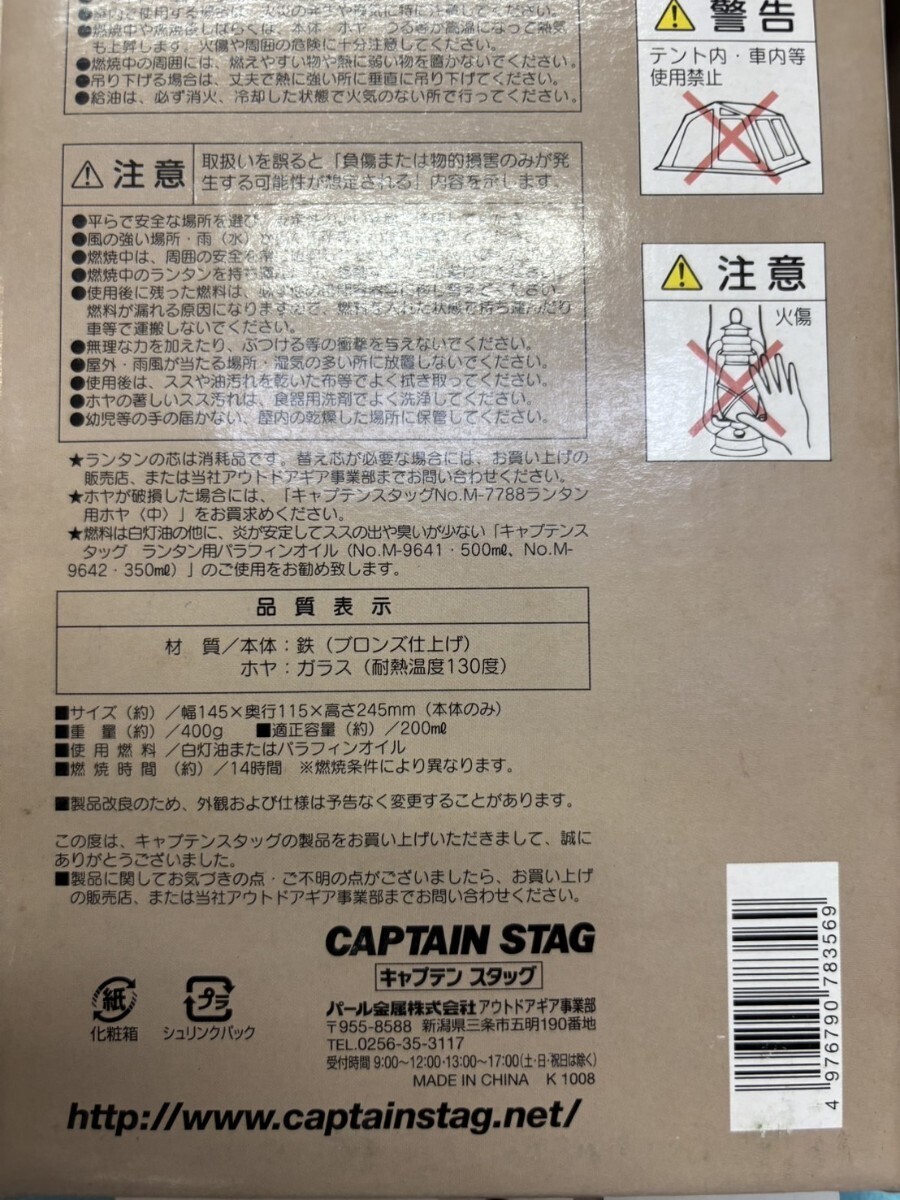 燃焼中や燃焼後しばらくは、本体・ホヤ・つる等が高温になって熱気
も上昇します。火傷や周囲の危険に十分注意してください。
●燃焼中の周囲には、燃えやすい物や熱に弱い物を置かないでください。
●吊り下げる場合は、丈夫で熱に強い所に垂直に吊り下げてください。
●給油は、必ず消火、冷却した状態で火気のない所で行ってください。
警告
テント内・車内等
使用禁止
注意
取扱いを誤ると「負傷または物的損害のみが発
生する可能性が想定される」内容を示します。
●平らで安全な場所を選び
●風の強い場所・雨（水）
●燃焼中は、周囲の安全を
●燃焼中のランタンを持ち
●使用後に残った燃料は、
燃料が漏れる原因になりますので、燃料を入れた状態で持ち運んだり
車等で運搬しないでください。
●無理な力を加えたり、ぶつける等の衝撃を与えないでください。
●屋外・雨風が当たる場所・湿気の多い所に放置しないでください。
●使用後は、ススや油汚れを乾いた布等でよく拭き取ってください。
●ホヤの著しいスス汚れは、食器用洗剤でよく洗浄してください。
●幼児等の手の届かない、屋内の乾燥した場所に保管してください。
注意
火傷
★ランタンの芯は消耗品です。替え芯が必要な場合には、お買い上げの
販売店、または当社アウトドアギア事業部までお問い合わせください。
★ホヤが破損した場合には、「キャプテンスタッグNo.M-7788ランタン
用ホヤ〈中〉」をお買求めください。
★燃料は白灯油の他に、炎が安定してススの出や臭いが少ない「キャプテンス
タッグ ランタン用パラフィンオイル（No.M-9641・500㎖、No.M-
9642・350㎖）」のご使用をお勧め致します。
品質表示
材 質／本体：鉄（ブロンズ仕上げ）
ホヤ：ガラス（耐熱温度130度）
■サイズ（約）／幅145×奥行115×高さ245mm（本体のみ）
■重 量（約）／400g ■適正容量（約）／200㎖
■使用燃料／白灯油またはパラフィンオイル
■燃焼時間（約）／14時間 ※燃焼条件により異なります。
■製品改良のため、外観および仕様は予告なく変更することがあります。
この度は、キャプテンスタッグの製品をお買い上げいただきまして、誠に
ありがとうございました。
■製品に関してお気づきの点・ご不明の点がございましたら、お買い上げ
の販売店、または当社アウトドアギア事業部までお問い合わせください。
CAPTAIN STAG
キャプテン スタッグ
パール金属株式会社アウトドアギア事業部
〒955-8588 新潟県三条市五明190番地
TEL.0256-35-3117
受付時間 9:00〜12:00・13:00〜17:00（土・日・祝日は除く）
MADE IN CHINA K 1008
紙
化粧箱
プラ
シュリンクパック
http://www.captainstag.net/
4 976790 783569